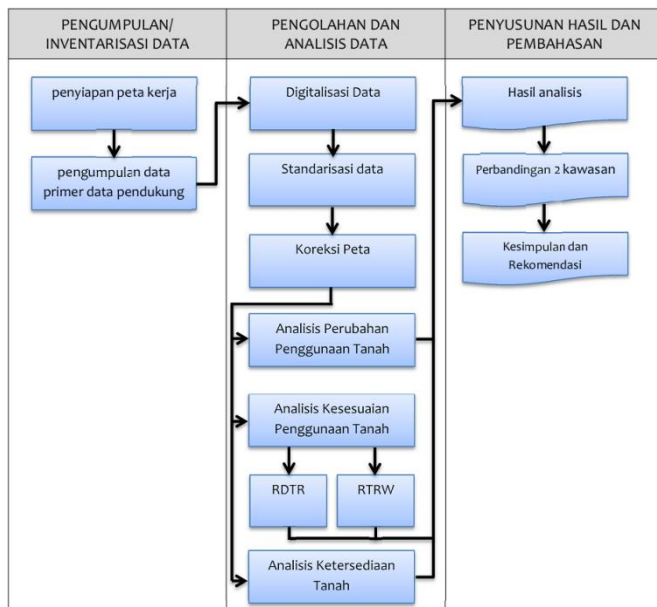 PENGUMPULAN/
INVENTARISASI DATA
PENGOLAHAN DAN
ANALISIS DATA
PENYUSUNAN HASIL DAN
PEMBAHASAN
penyiapan peta kerja
pengumpulan data
primer data pendukung
Digitalisasi Data
Standarisasi data
Koreksi Peta
Analisis Perubahan
Penggunaan Tanah
Analisis Kesesuaian
Penggunaan Tanah
RDTR
RTRW
Analisis Ketersediaan
Tanah
Hasil analisis
Perbandingan 2 kawasan
Kesimpulan dan
Rekomendasi